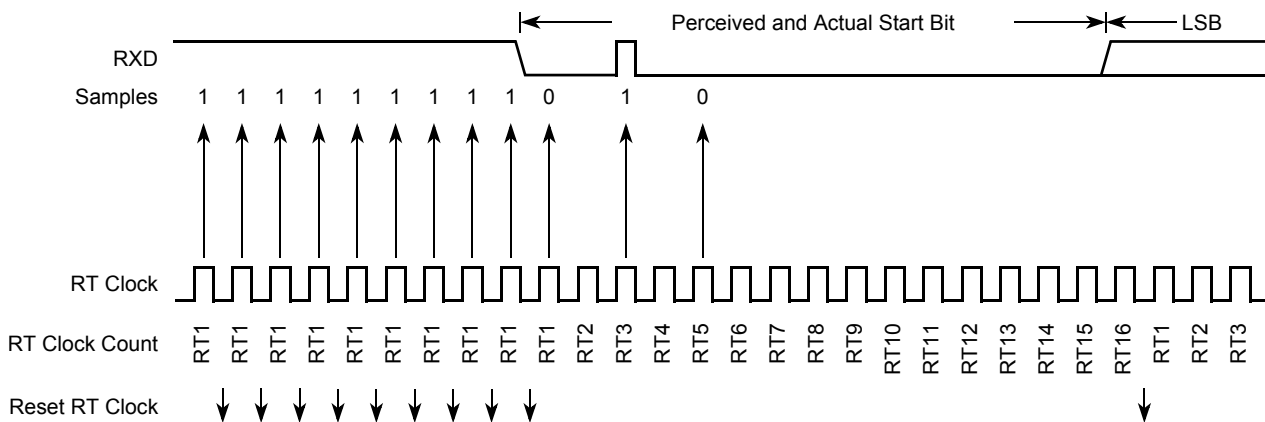 Perceived and Actual Start Bit LSB
RXD
Samples 1 1 1 1 1 1 1 1 1 0 1 0
RT Clock
RT Clock Count RT1 RT1 RT1 RT1 RT1 RT1 RT1 RT1 RT1 RT1 RT2 RT3 RT4 RT5 RT6 RT7 RT8 RT9 RT10 RT11 RT12 RT13 RT14 RT15 RT16 RT1 RT2 RT3
Reset RT Clock